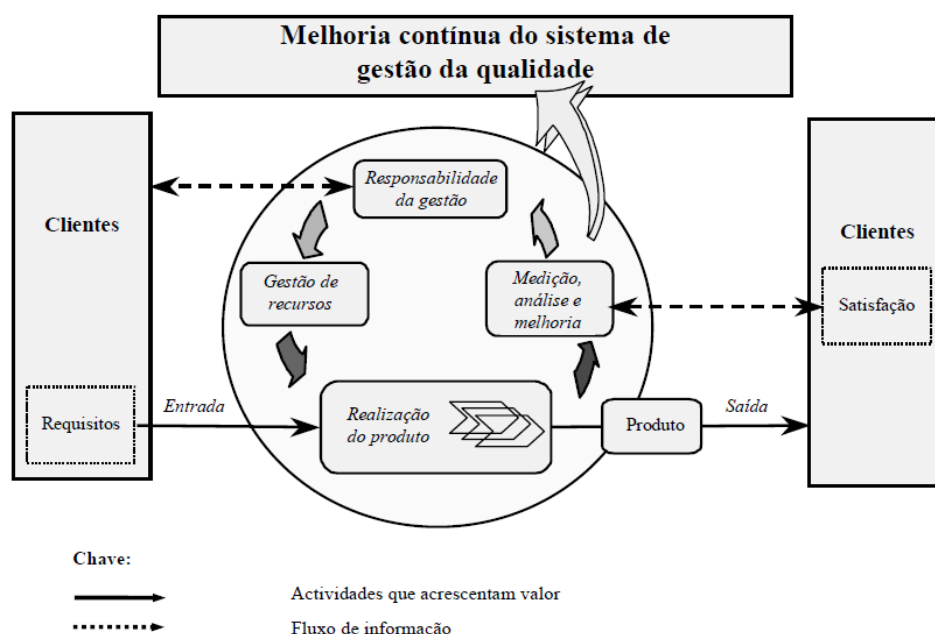 Melhoria contínua do sistema de
gestão da qualidade
Clientes
Requisitos
Entrada
Responsabilidade
da gestão
Gestão de
recursos
Medição,
análise e
melhoria
Realização
do produto
Produto
Saída
Clientes
Satisfação
Chave:
Actividades que acrescentam valor
Fluxo de informação